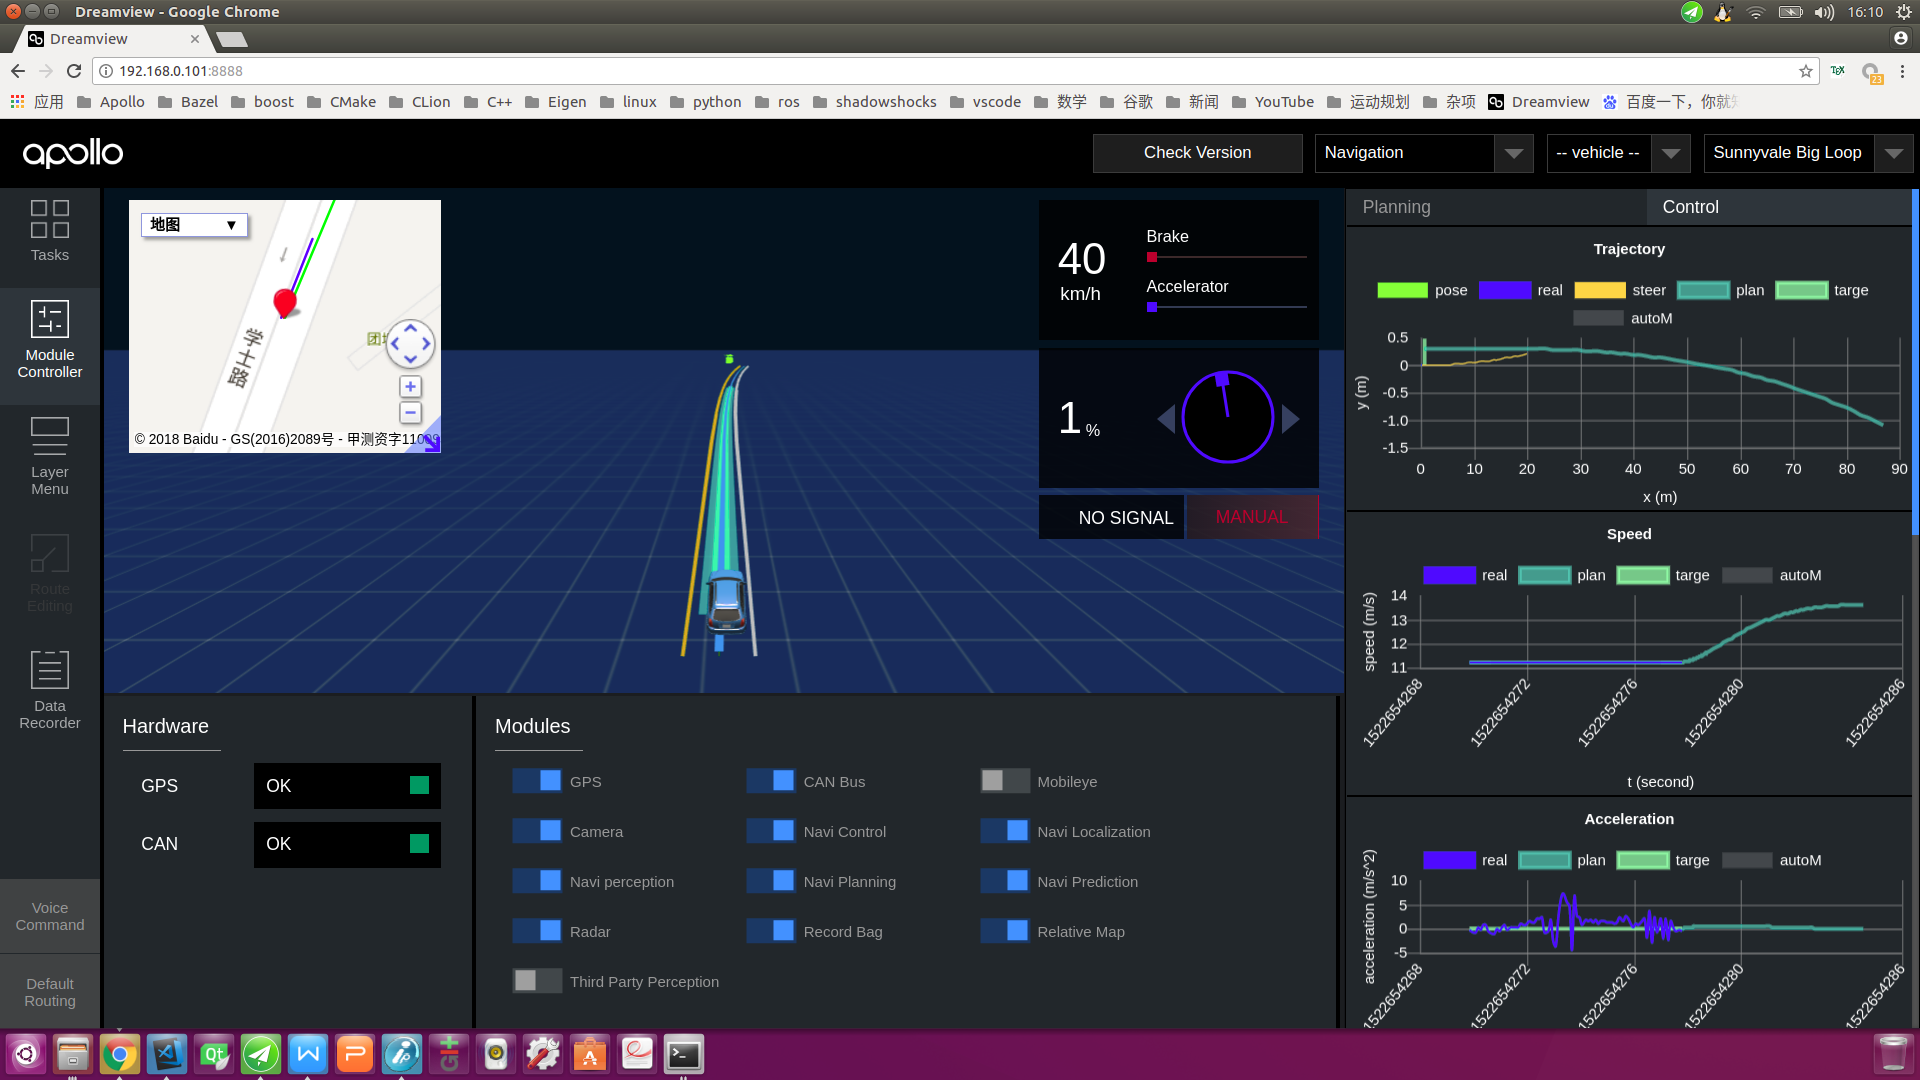 Dreamview - Google Chrome
16:10
Dreamview
192.168.0.101:8888
23
应用 Apollo Bazel boost CMake CLion C++ Eigen linux python ros shadowshocks vscode 数学 谷歌 新闻 YouTube 运动规划 杂项 Dreamview 百度一下，你就知
apollo
Check Version
Navigation
-- vehicle --
Sunnyvale Big Loop
Tasks
Module
Controller
Layer
Menu
Route
Editing
Data
Recorder
Voice
Command
Default
Routing
地图 ▼
学士路
© 2018 Baidu - GS(2016)2089号 - 甲测资字110
40
km/h
Brake
Accelerator
1 %
NO SIGNAL
MANUAL
Hardware
GPS OK
CAN OK
Modules
GPS CAN Bus Mobileye
Camera Navi Control Navi Localization
Navi perception Navi Planning Navi Prediction
Radar Record Bag Relative Map
Third Party Perception
Planning Control
Trajectory
pose real steer plan targe
autoM
y (m)
0.5
0
-0.5
-1.0
-1.5
0 10 20 30 40 50 60 70 80 90
x (m)
Speed
real plan targe autoM
speed (m/s)
14
13
12
11
1522654268 1522654272 1522654276 1522654280 1522654286
t (second)
Acceleration
real plan targe autoM
acceleration (m/s^2)
10
5
0
-5
1522654268 1522654272 1522654276 1522654280 1522654286